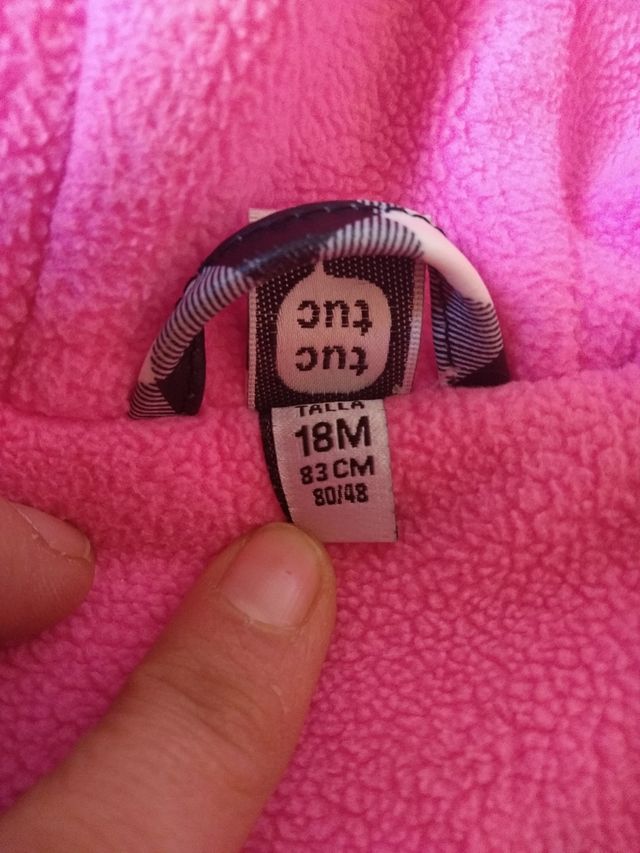 tuc
tuc
TALLA
18M
83 CM
80/48